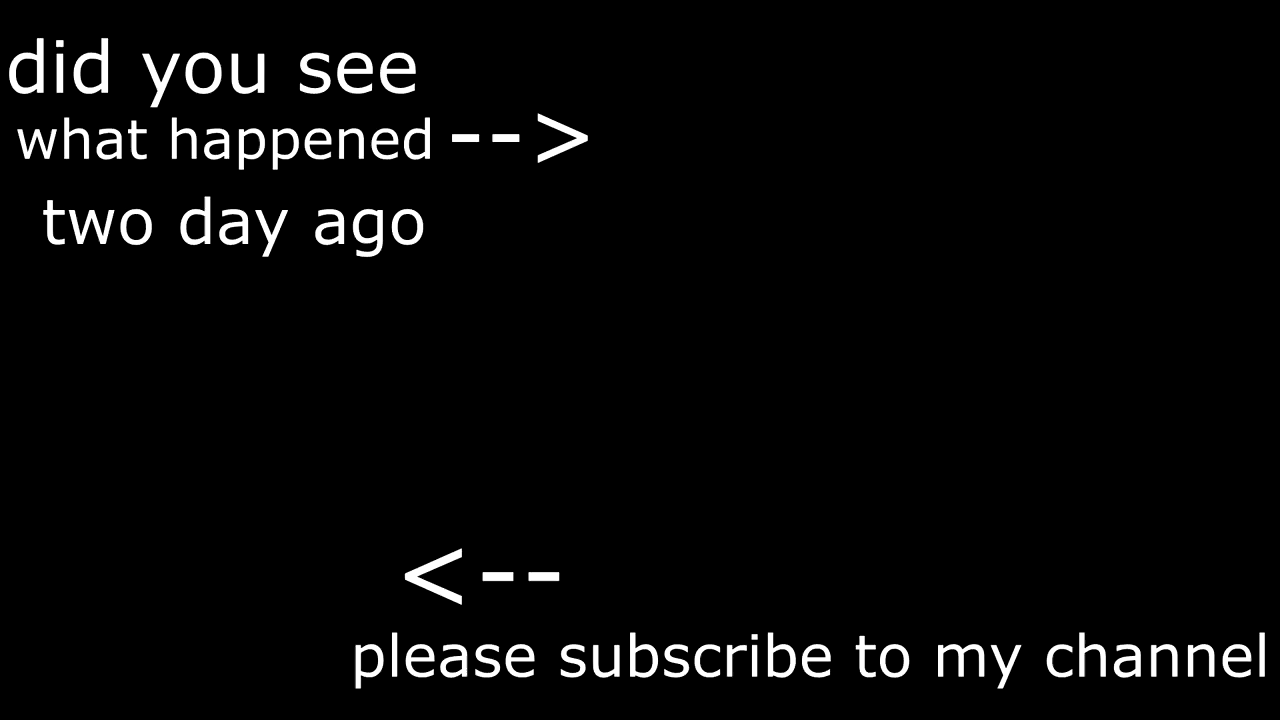 did you see
what happened -->
two day ago
<--
please subscribe to my channel